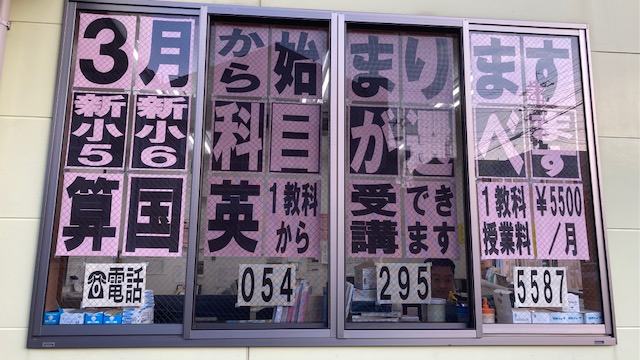 3月から始まります
新小5新小6科目が選べます
算国英1教科から受講できます1教科授業料¥5500/月
☎電話 054 295 5587